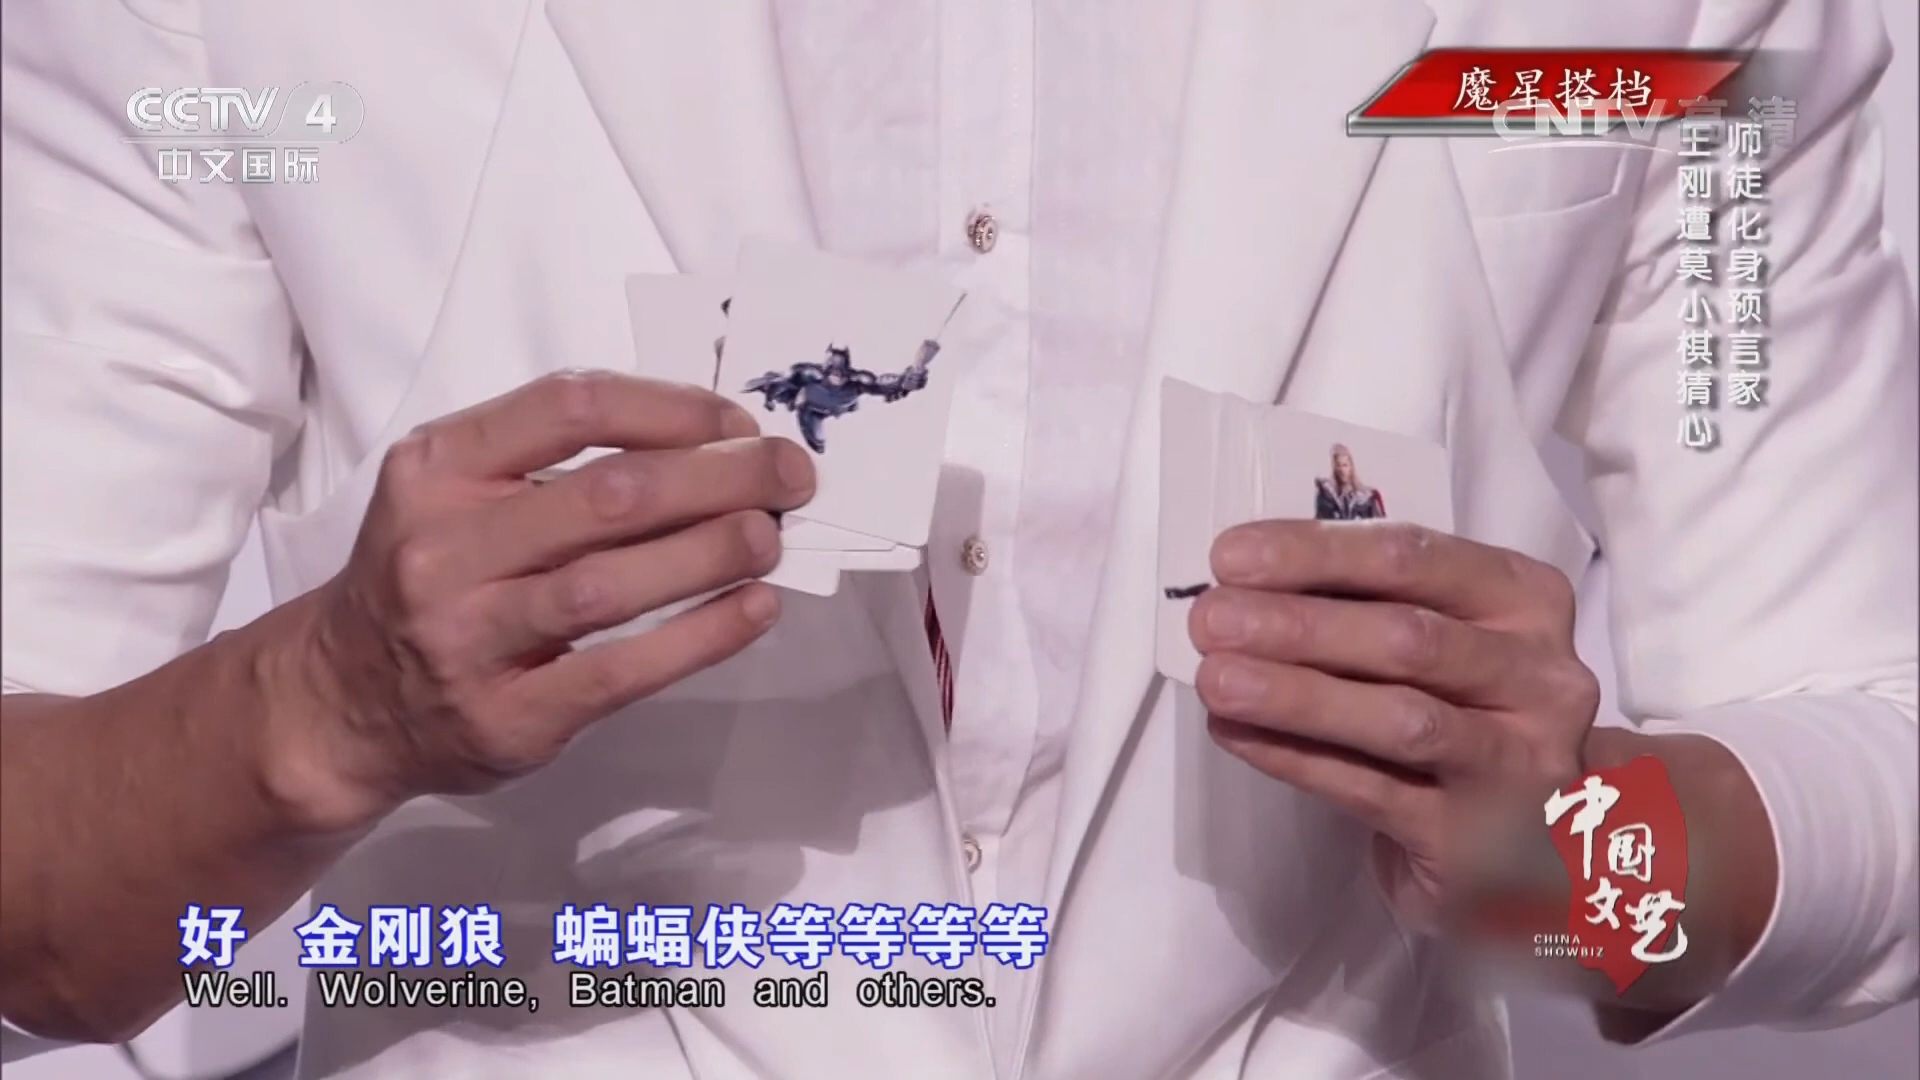 CCTV 4
中文国际
魔星搭档
CNTV 高清
师徒化身预言家
王刚遭莫小棋猜心
中国文艺
CHINA
SHOWBIZ
好 金刚狼 蝙蝠侠等等等等
Well. Wolverine, Batman and others.